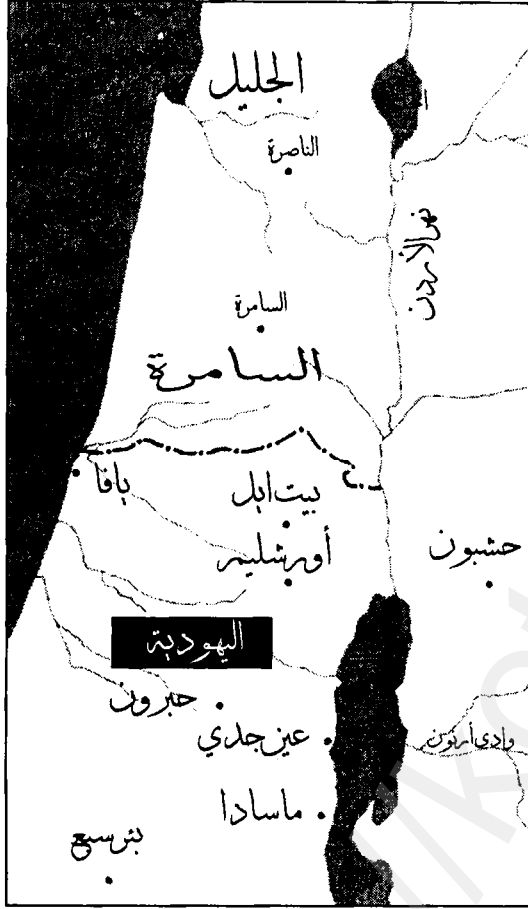 الجليل
الناصرة
نهر الأردن
السامرة
السامرة
يافا
بيت ايل
أورشليم
حشبون
اليهودية
حبرون
عين جدي
وادي أرنون
ماسادا
بئر سبع